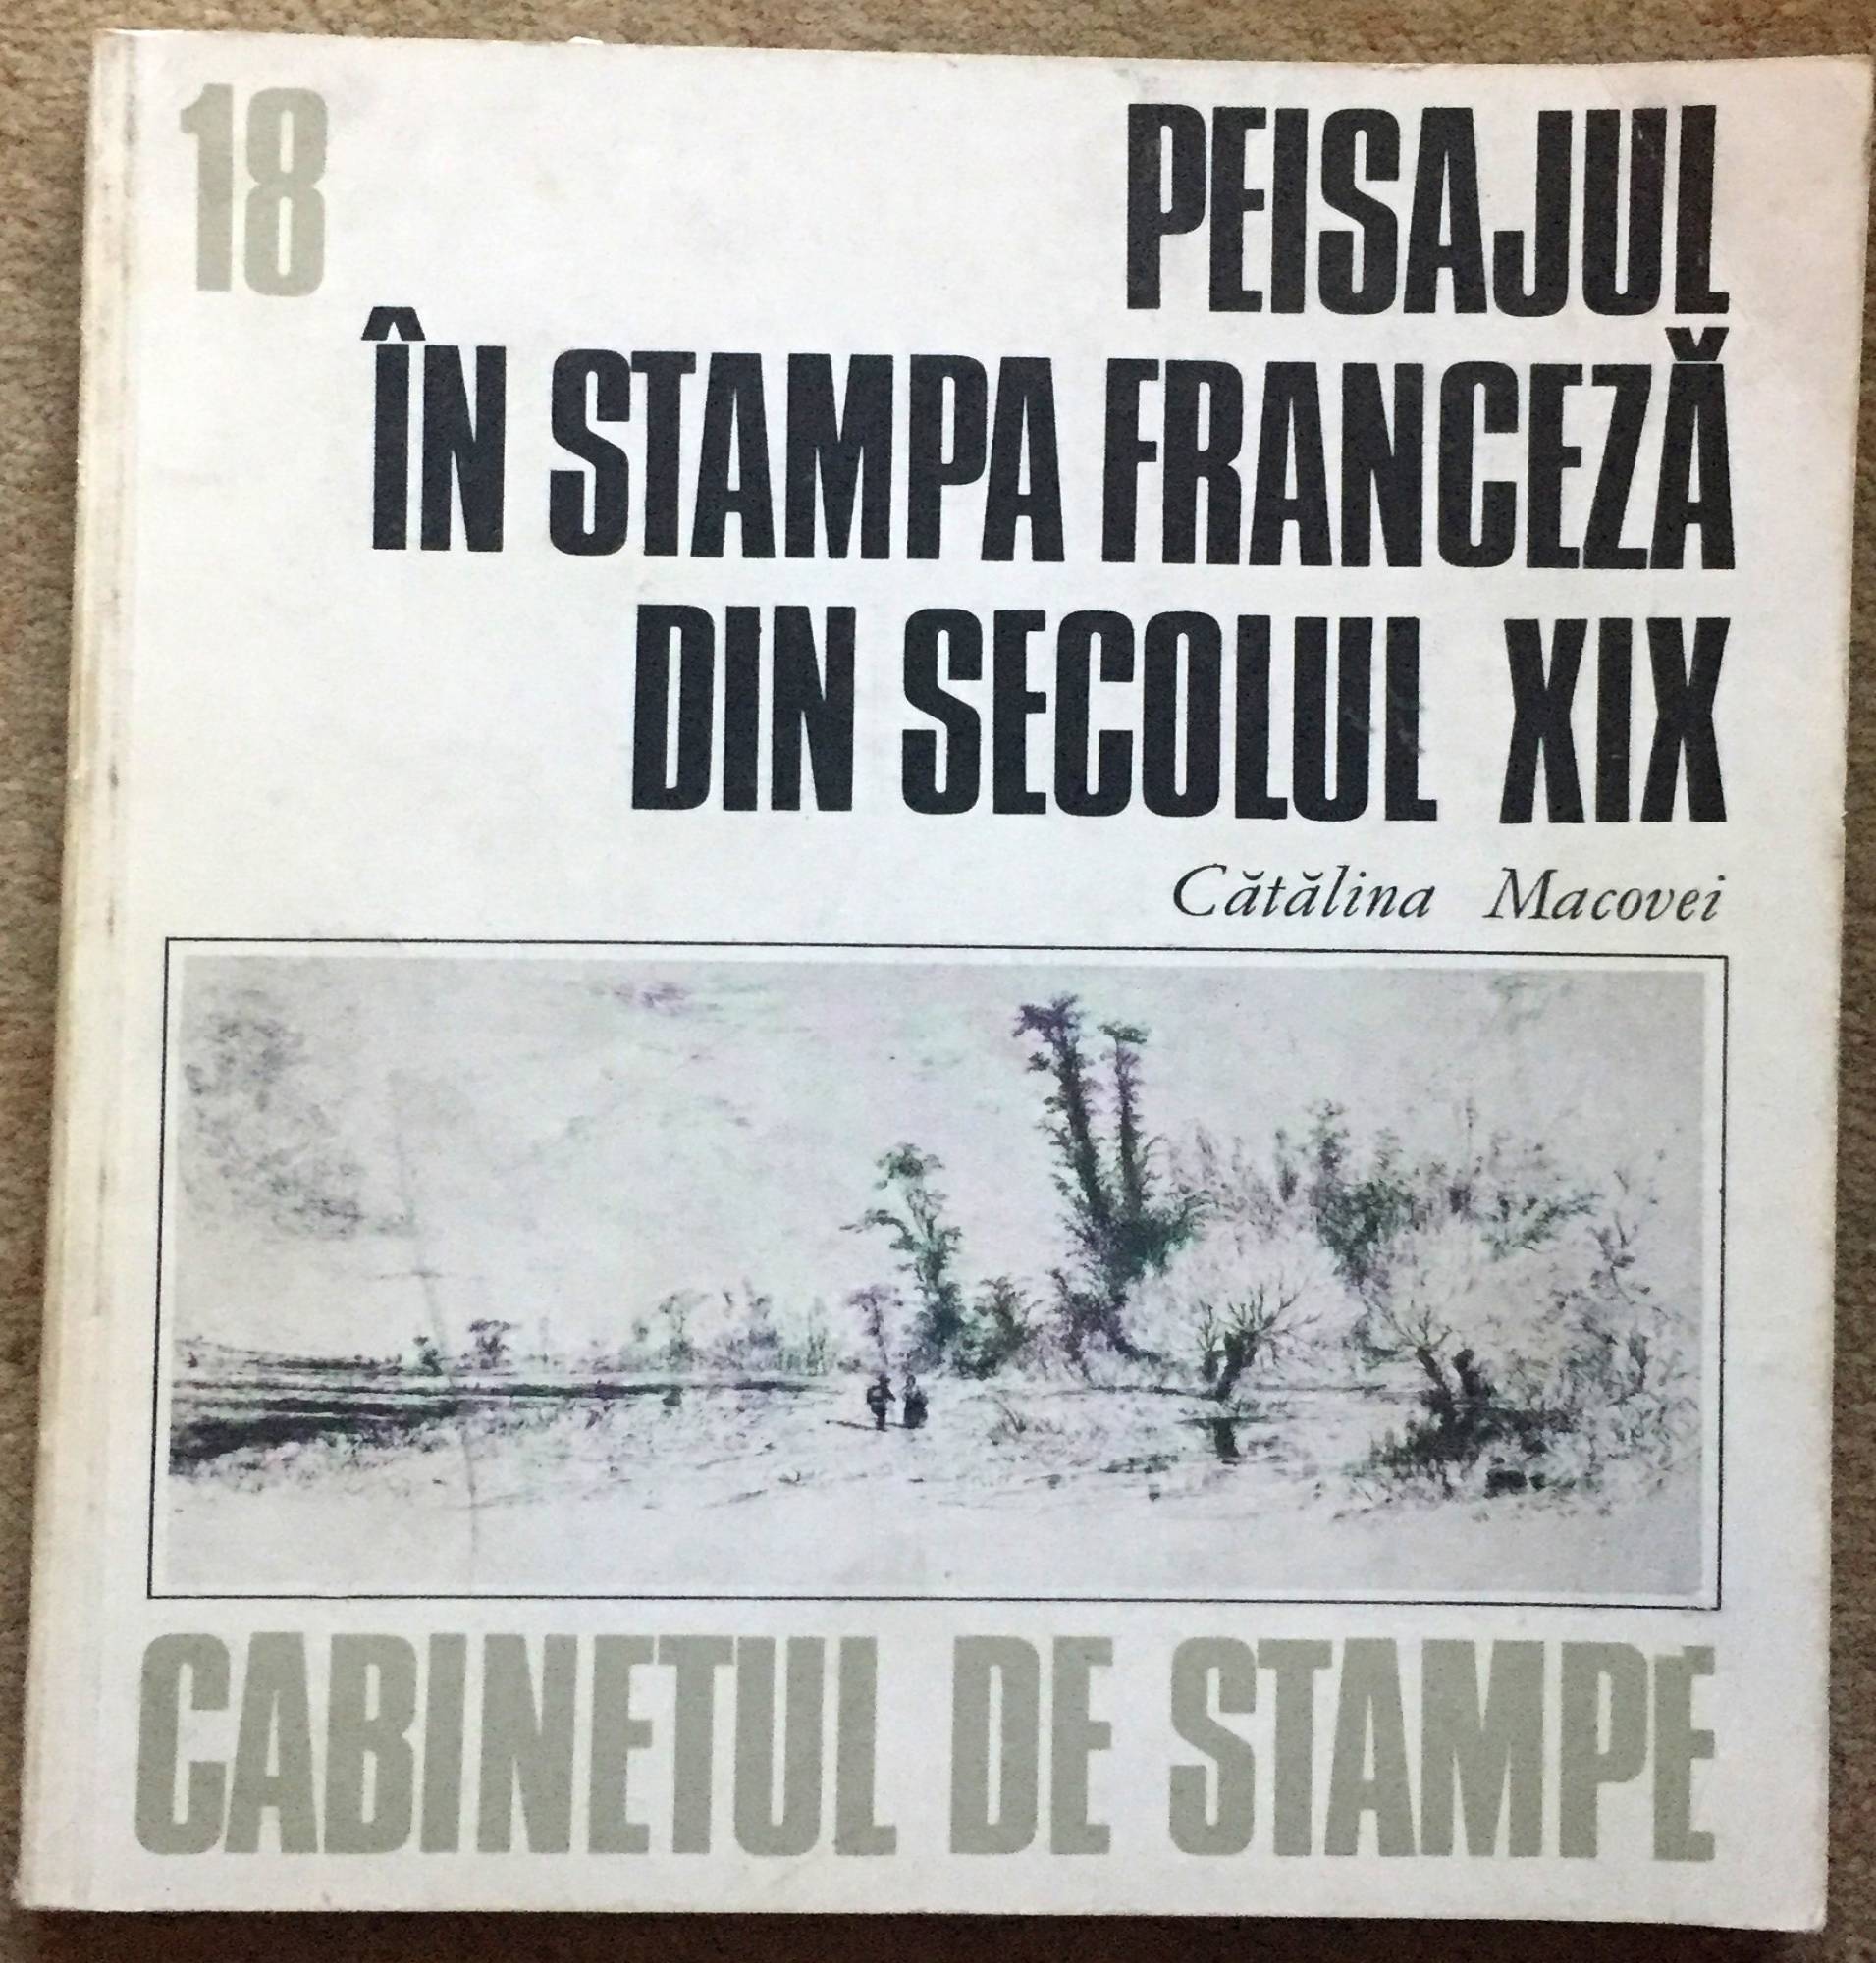 18
PEISAJUL
ÎN STAMPA FRANCEZĂ
DIN SECOLUL XIX
Cătălina Macovei
CABINETUL DE STAMPE